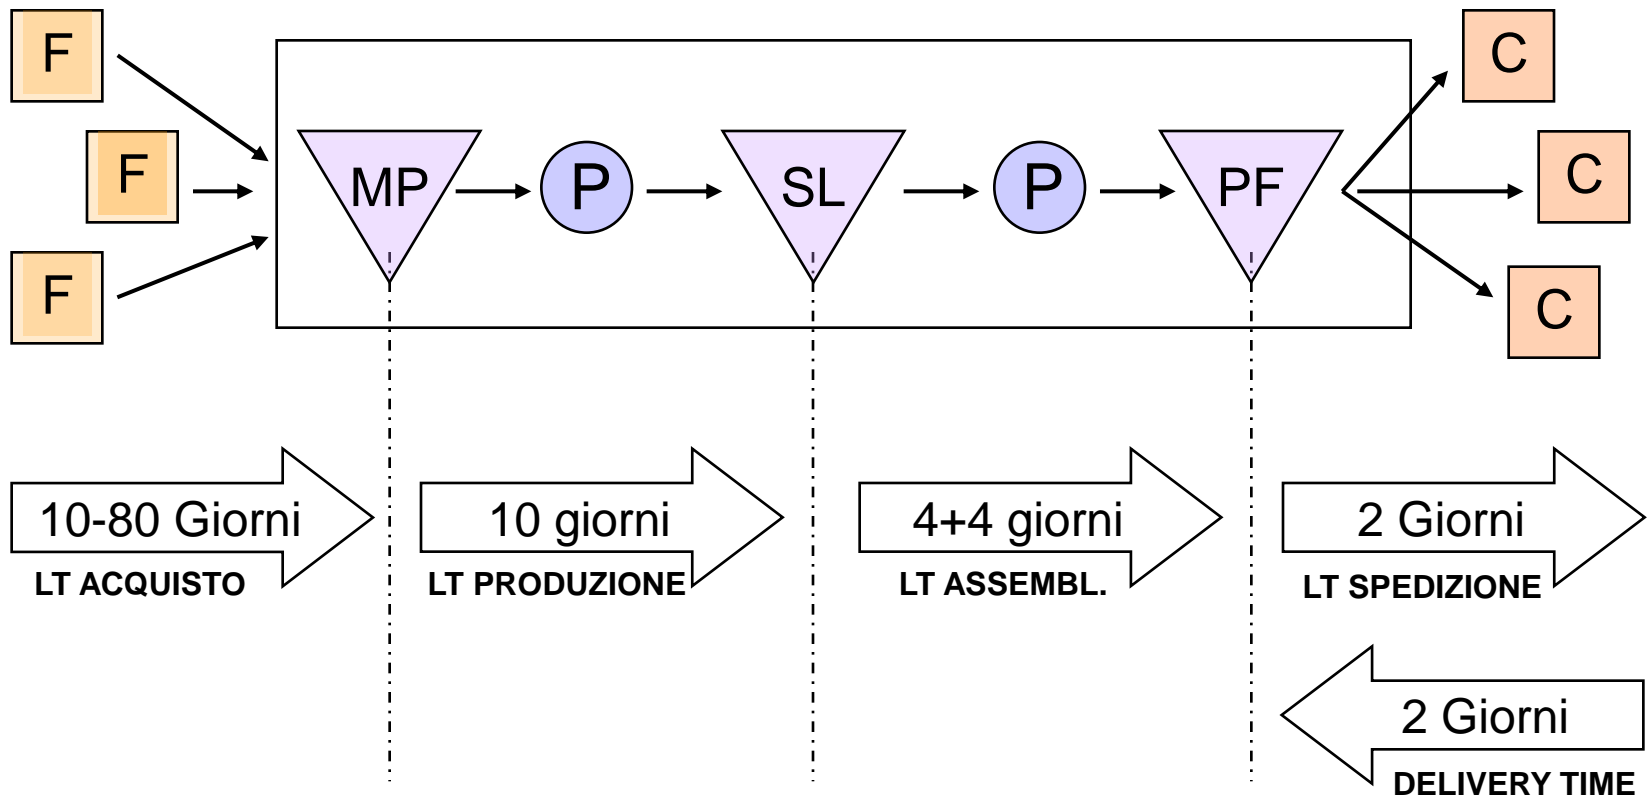 F
F
F
MP
P
SL
P
PF
C
C
C
10-80 Giorni
LT ACQUISTO
10 giorni
LT PRODUZIONE
4+4 giorni
LT ASSEMBL.
2 Giorni
LT SPEDIZIONE
2 Giorni
DELIVERY TIME